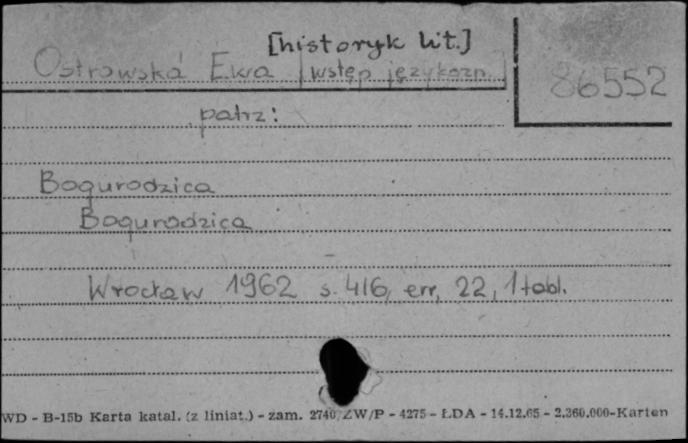 [historyk lit.]
Ostrowska Ewa [wstęp językozn.]
86552
patrz:
Bogurodzica
Bogurodzica
Wrocław 1962 s. 416, err, 22, 1 tabl.
WD - B-15b Karta katal. (z liniat.) - zam. 2740/ZW/P - 4275 - ŁDA - 14.12.65 - 2.360.000-Karten